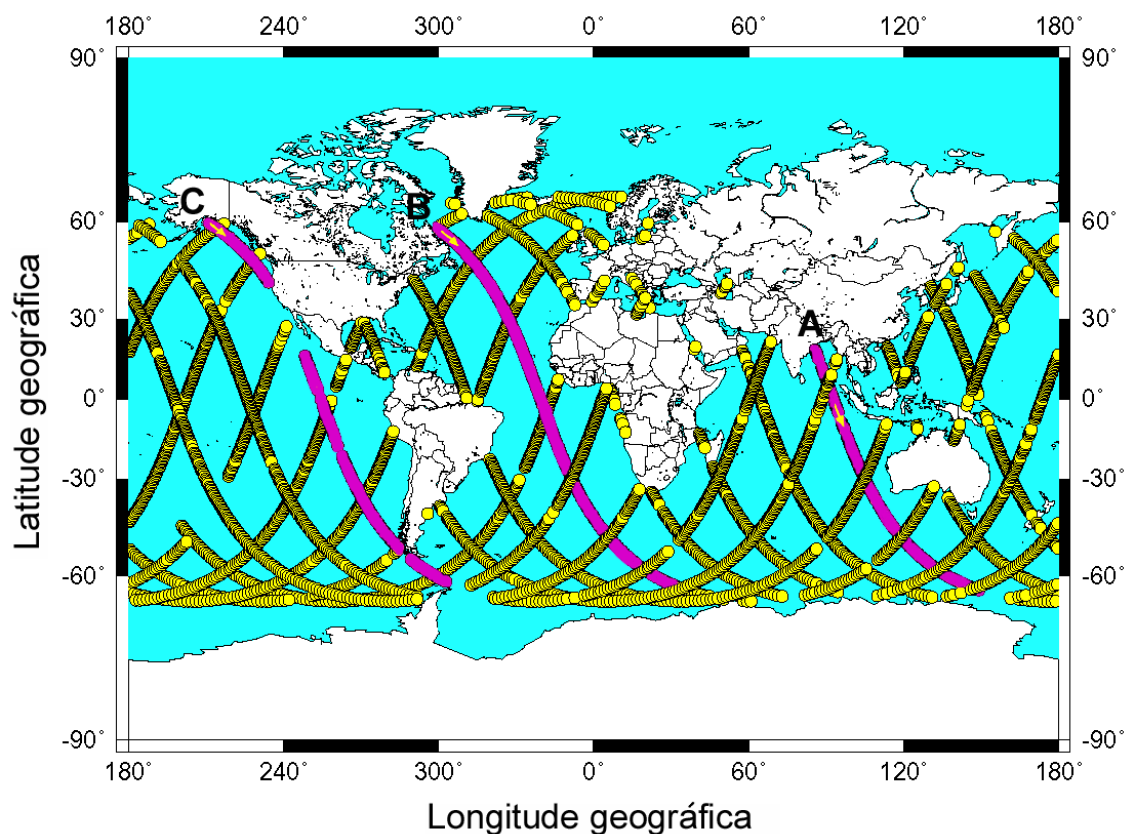 180 240 300 0 60 120 180
90˚ 90˚
C
B
60˚ 60˚
A
30˚ 30˚
0˚ 0˚
-30˚ -30˚
-60˚ -60˚
-90˚ -90˚
180 240 300 0 60 120 180
Latitude geográfica
Longitude geográfica